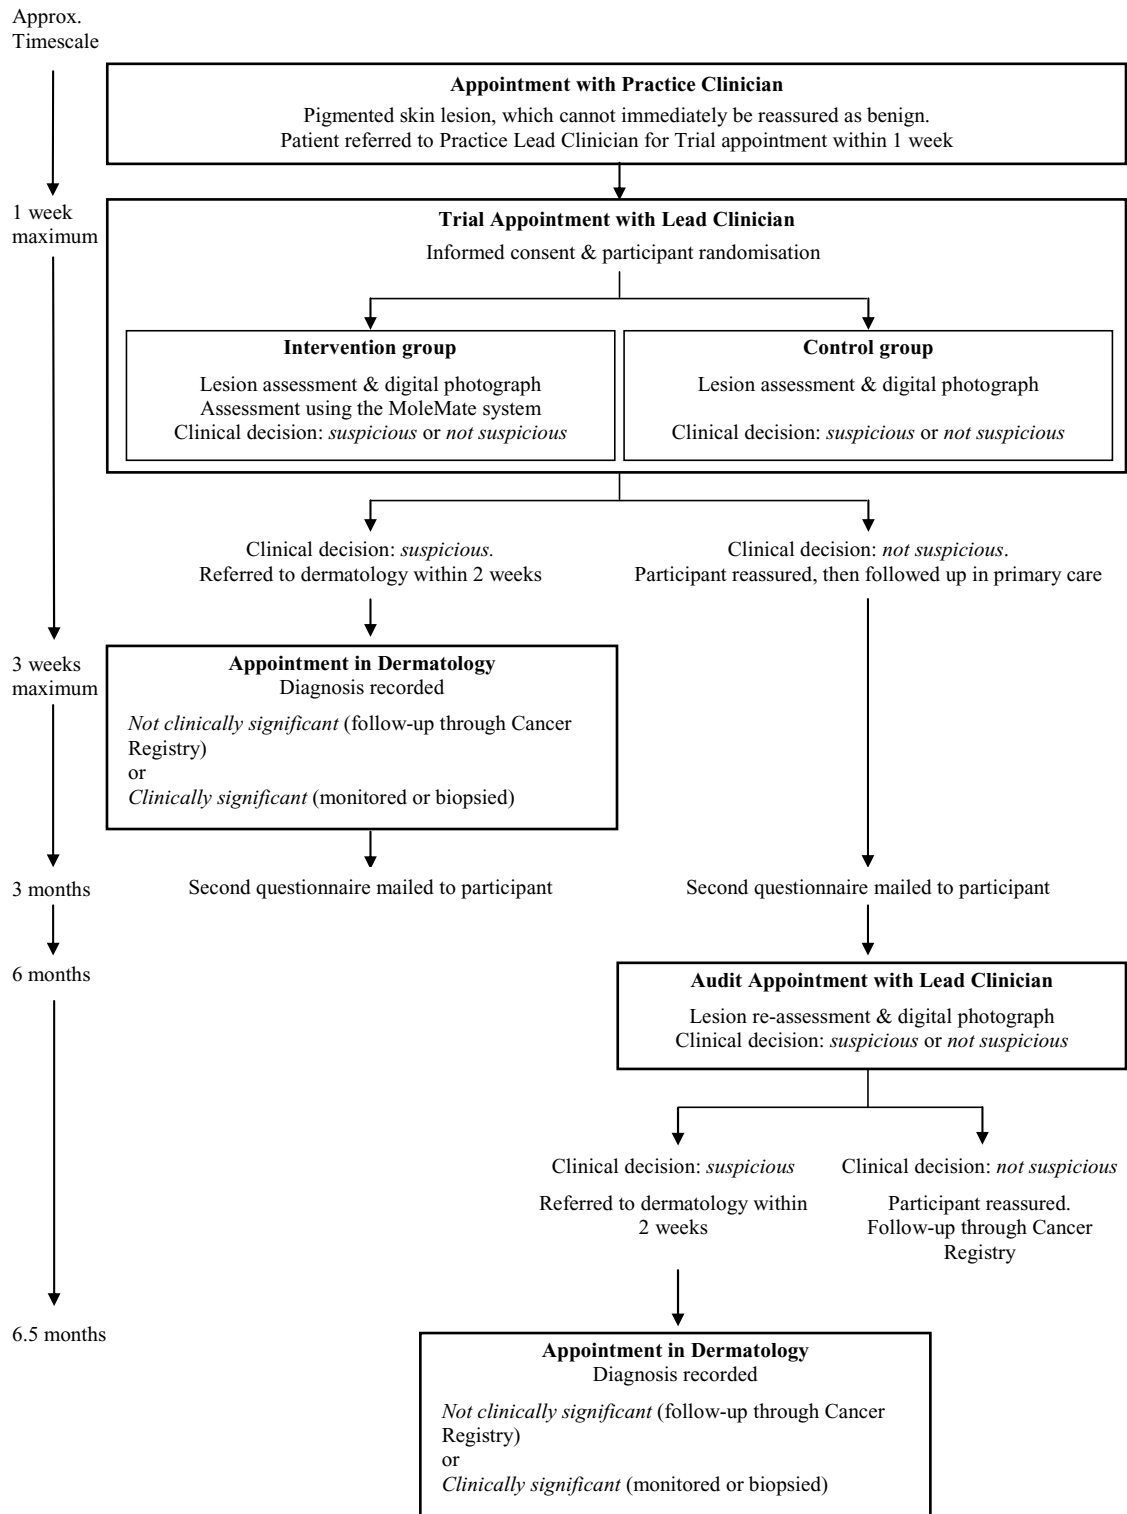 Approx.
Timescale
Appointment with Practice Clinician
Pigmented skin lesion, which cannot immediately be reassured as benign.
Patient referred to Practice Lead Clinician for Trial appointment within 1 week
1 week
maximum
Trial Appointment with Lead Clinician
Informed consent & participant randomisation
Intervention group
Lesion assessment & digital photograph
Assessment using the MoleMate system
Clinical decision: suspicious or not suspicious
Control group
Lesion assessment & digital photograph
Clinical decision: suspicious or not suspicious
Clinical decision: suspicious.
Referred to dermatology within 2 weeks
Clinical decision: not suspicious.
Participant reassured, then followed up in primary care
3 weeks
maximum
Appointment in Dermatology
Diagnosis recorded
Not clinically significant (follow-up through Cancer
Registry)
or
Clinically significant (monitored or biopsied)
3 months
Second questionnaire mailed to participant
Second questionnaire mailed to participant
6 months
Audit Appointment with Lead Clinician
Lesion re-assessment & digital photograph
Clinical decision: suspicious or not suspicious
Clinical decision: suspicious
Referred to dermatology within
2 weeks
Clinical decision: not suspicious
Participant reassured.
Follow-up through Cancer
Registry
6.5 months
Appointment in Dermatology
Diagnosis recorded
Not clinically significant (follow-up through Cancer
Registry)
or
Clinically significant (monitored or biopsied)